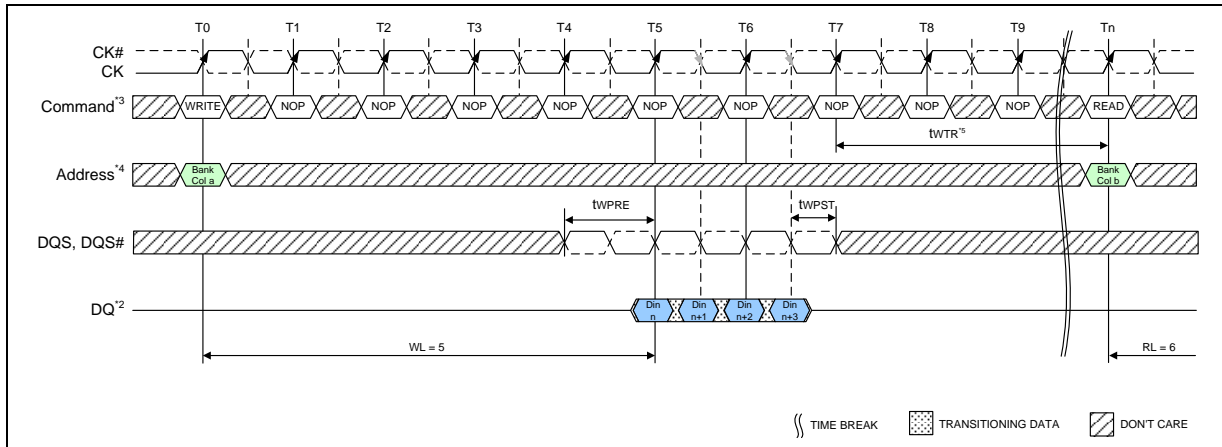 T0 T1 T2 T3 T4 T5 T6 T7 T8 T9 Tn
CK#
CK
Command*3 WRITE NOP NOP NOP NOP NOP NOP NOP NOP NOP READ
tWTR*5
Address*4 Bank Col a Bank Col b
tWPRE tWPST
DQS, DQS#
DQ*2 Din n Din n+1 Din n+2 Din n+3
WL = 5 RL = 6
TIME BREAK TRANSITIONING DATA DON'T CARE